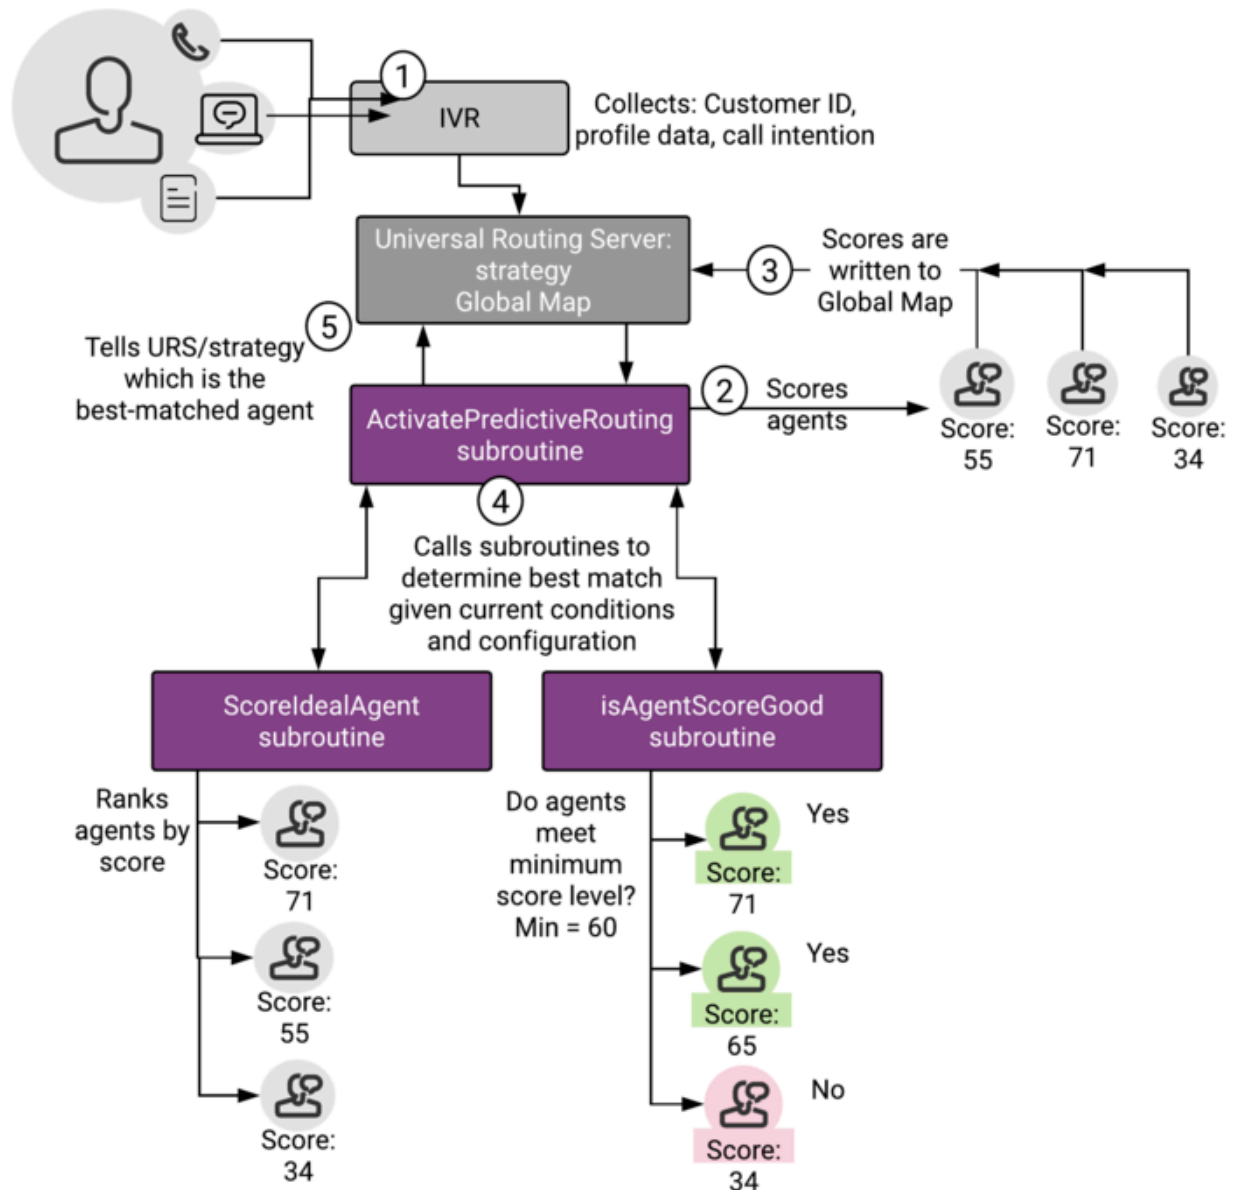 1
IVR
Collects: Customer ID,
profile data, call intention
Universal Routing Server:
strategy
Global Map
3
Scores are
written to
Global Map
5
Tells URS/strategy
which is the
best-matched agent
ActivatePredictiveRouting
subroutine
2
Scores
agents
Score:
55
Score:
71
Score:
34
4
Calls subroutines to
determine best match
given current conditions
and configuration
ScoreIdealAgent
subroutine
isAgentScoreGood
subroutine
Ranks
agents by
score
Score:
71
Score:
55
Score:
34
Do agents
meet
minimum
score level?
Min = 60
Yes
Score:
71
Yes
Score:
65
No
Score:
34